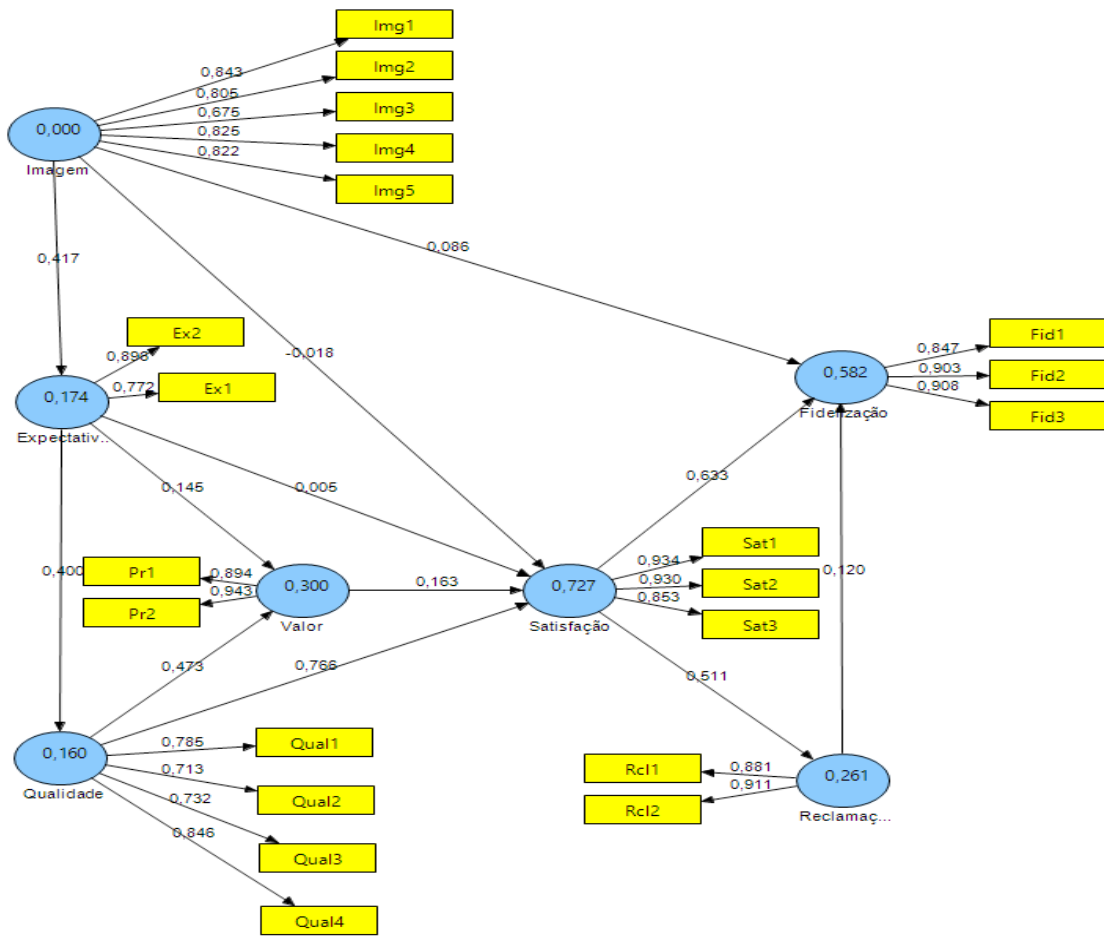 Img1
0,843
Img2
0,805
Img3
0,675
0,000
Img4
0,825
0,822
Imagem
Img5
0,086
0,417
Ex2
Fid1
0,847
-0,018
0,898
Fid2
0,903
0,582
0,772
Ex1
0,908
0,174
Fiderização
Fid3
Expectativ..
0,633
0,145
0,005
Sat1
0,934
Pr1
0,894
0,400
0,930
Sat2
0,120
0,300
0,163
0,727
0,943
0,853
Pr2
Valor
Satisfação
Sat3
0,766
0,473
0,511
0,785
Qual1
0,160
0,713
Rcl1
0,881
0,261
Qualidade
0,732
Qual2
0,911
Rcl2
Reclamaç...
0,846
Qual3
Qual4